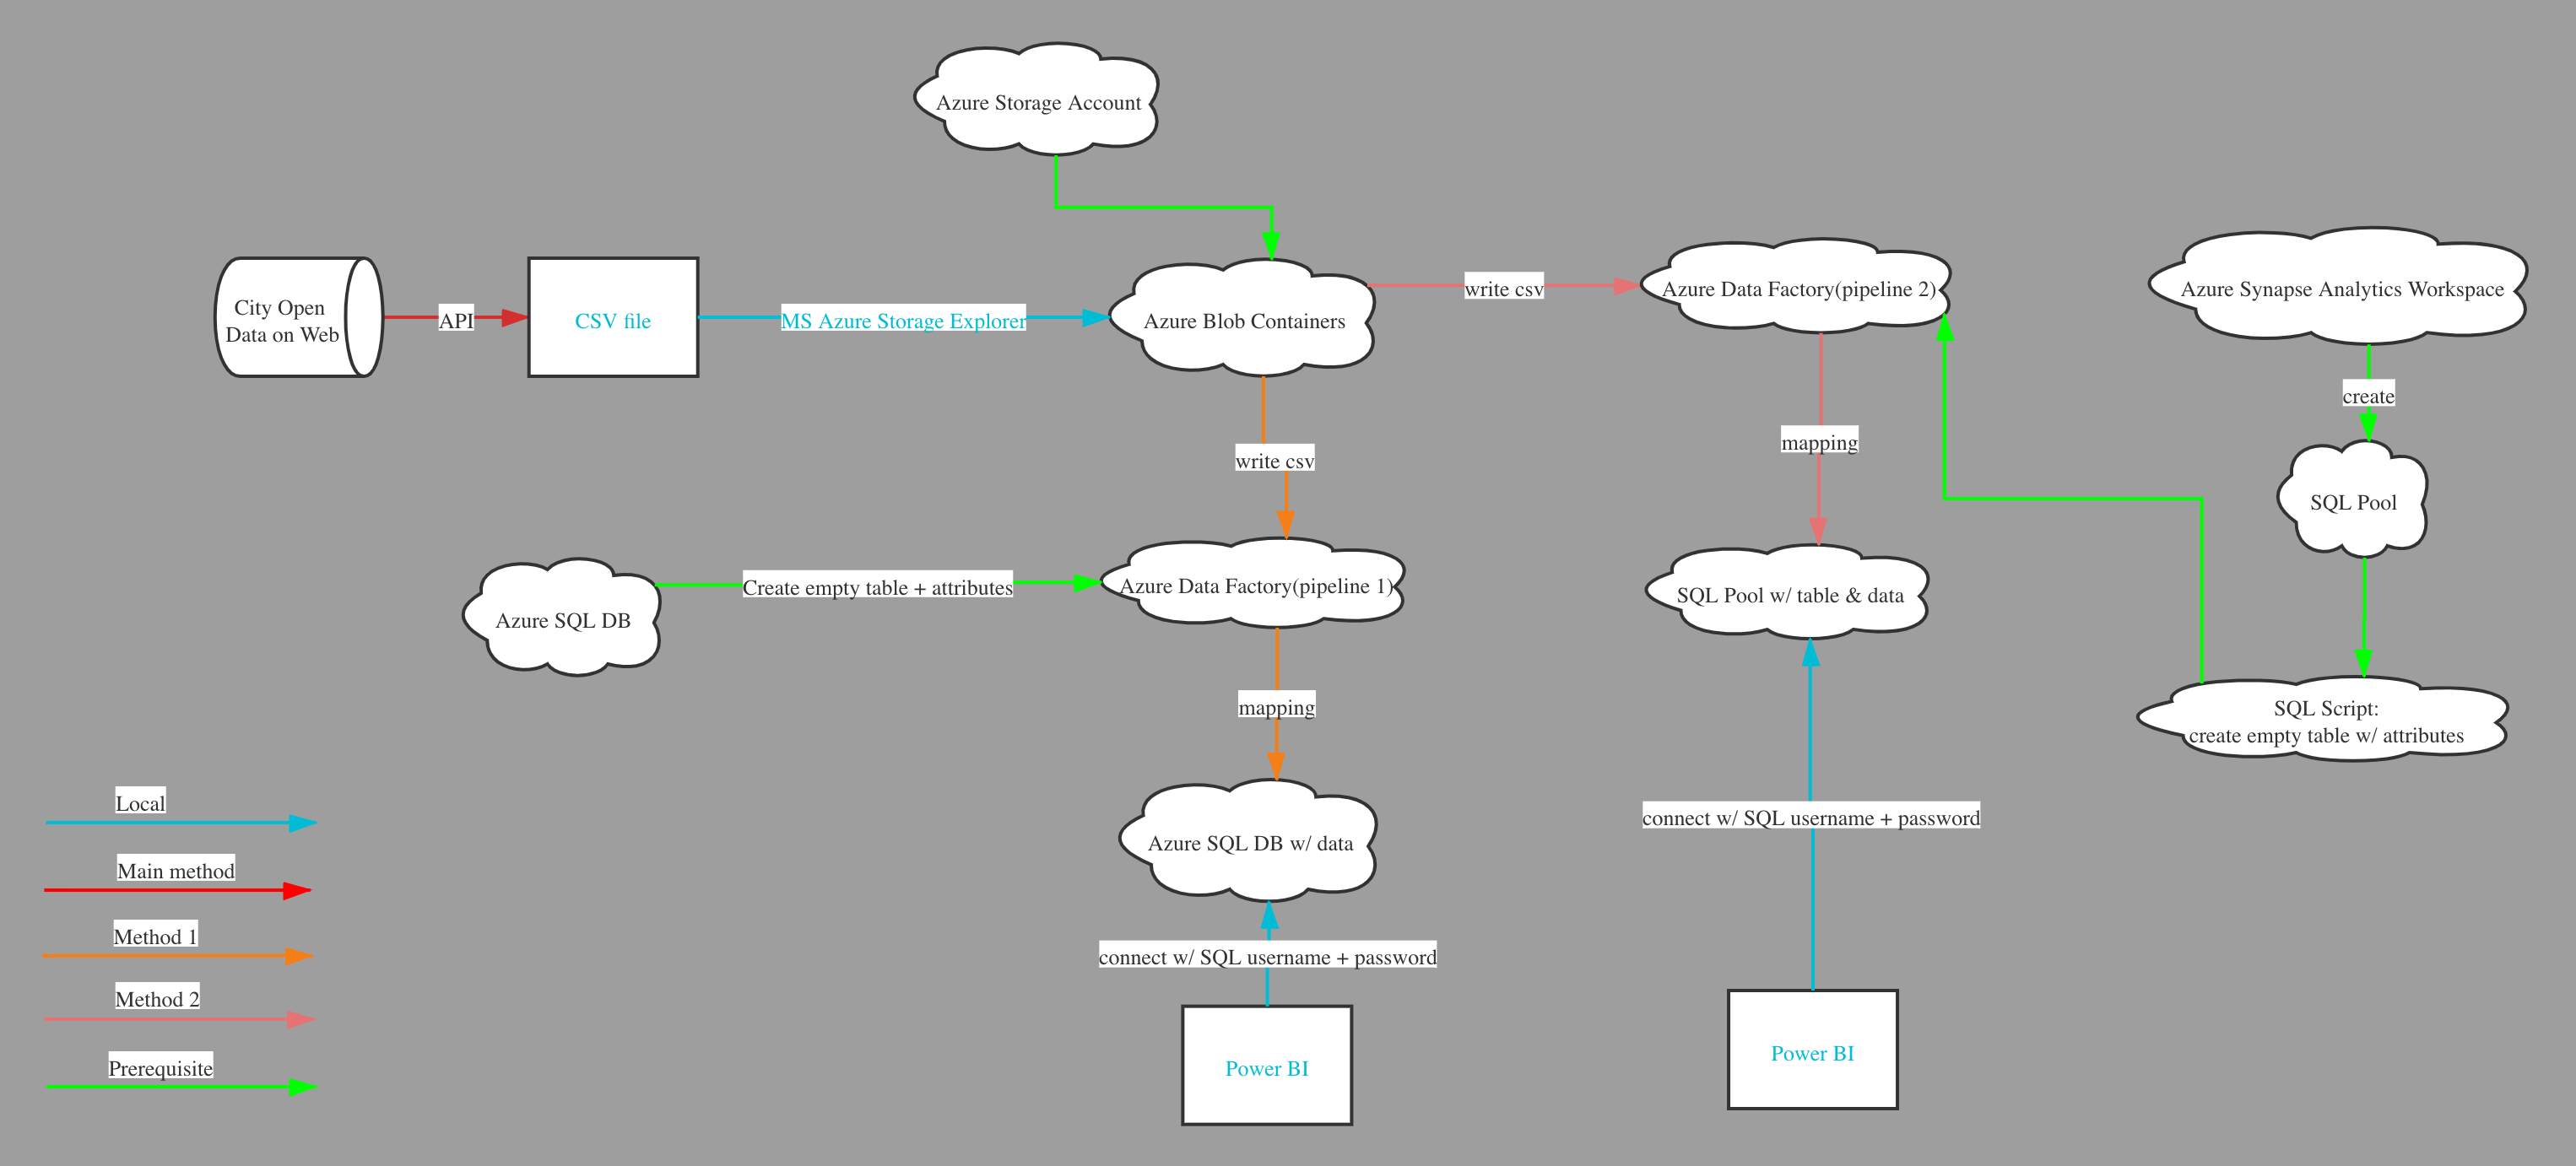 Azure Storage Account
City Open
Data on Web
API
CSV file
MS Azure Storage Explorer
Azure Blob Containers
write csv
Azure Data Factory(pipeline 2)
Azure Synapse Analytics Workspace
create
mapping
write csv
SQL Pool
Azure SQL DB
Create empty table + attributes
Azure Data Factory(pipeline 1)
SQL Pool w/ table & data
mapping
SQL Script:
create empty table w/ attributes
Azure SQL DB w/ data
connect w/ SQL username + password
connect w/ SQL username + password
Power BI
Power BI
Local
Main method
Method 1
Method 2
Prerequisite